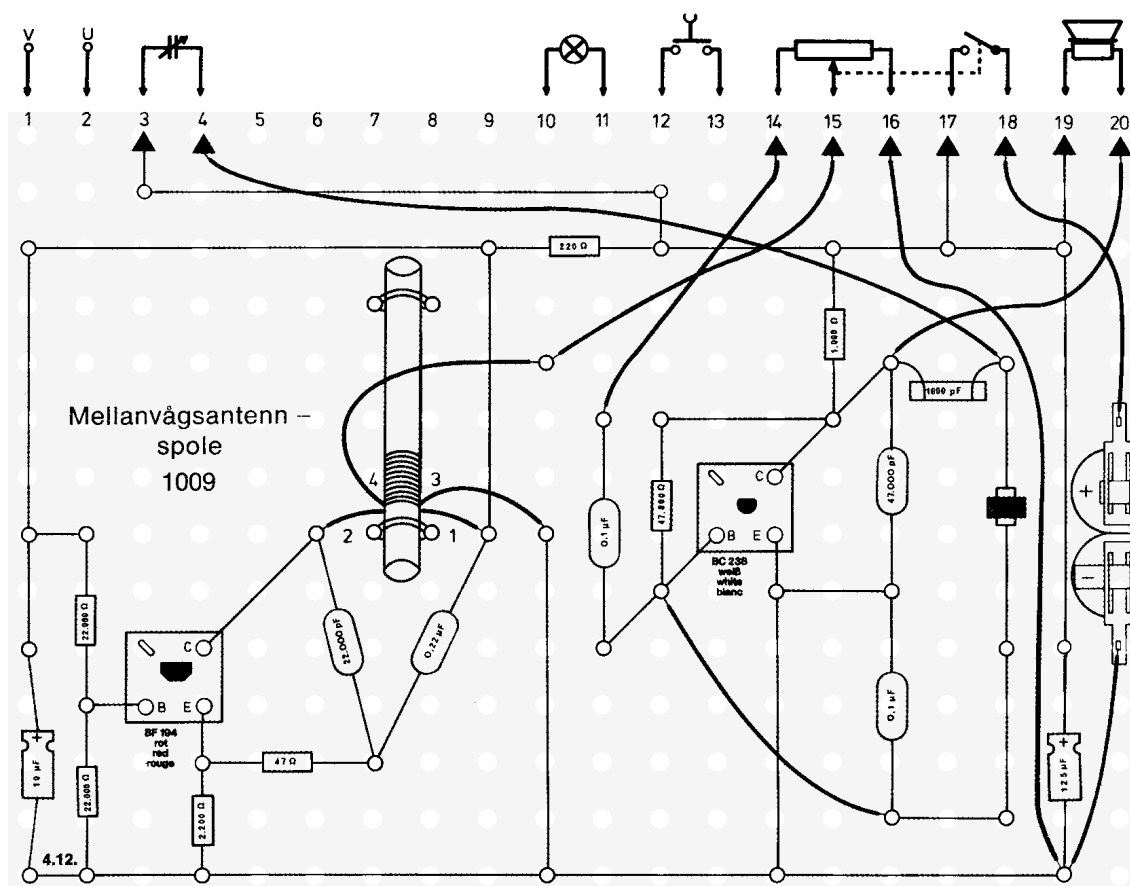 V U
1 2 3 4 5 6 7 8 9 10 11 12 13 14 15 16 17 18 19 20
220 Ω
1.000 Ω
1000 pF
Mellanvågsantenn –
spole
1009
4 3
2 1
0,1 µF
47.000 Ω
C
B E
BC 238
weiß
white
blanc
47.000 pF
+
−
22.000 Ω
C
B E
BF 194
rot
red
rouge
22.000 pF
0,22 µF
47 Ω
0,1 µF
+
10 µF
22.000 Ω
2.200 Ω
+
125 µF
4.12.